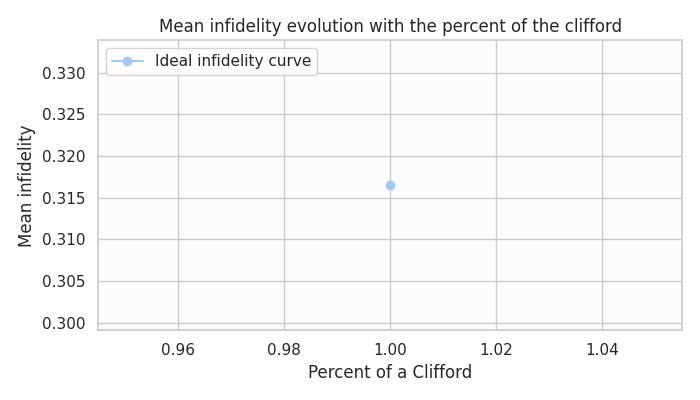 Mean infidelity evolution with the percent of the clifford
Ideal infidelity curve
Mean infidelity
0.330
0.325
0.320
0.315
0.310
0.305
0.300
0.96 0.98 1.00 1.02 1.04
Percent of a Clifford